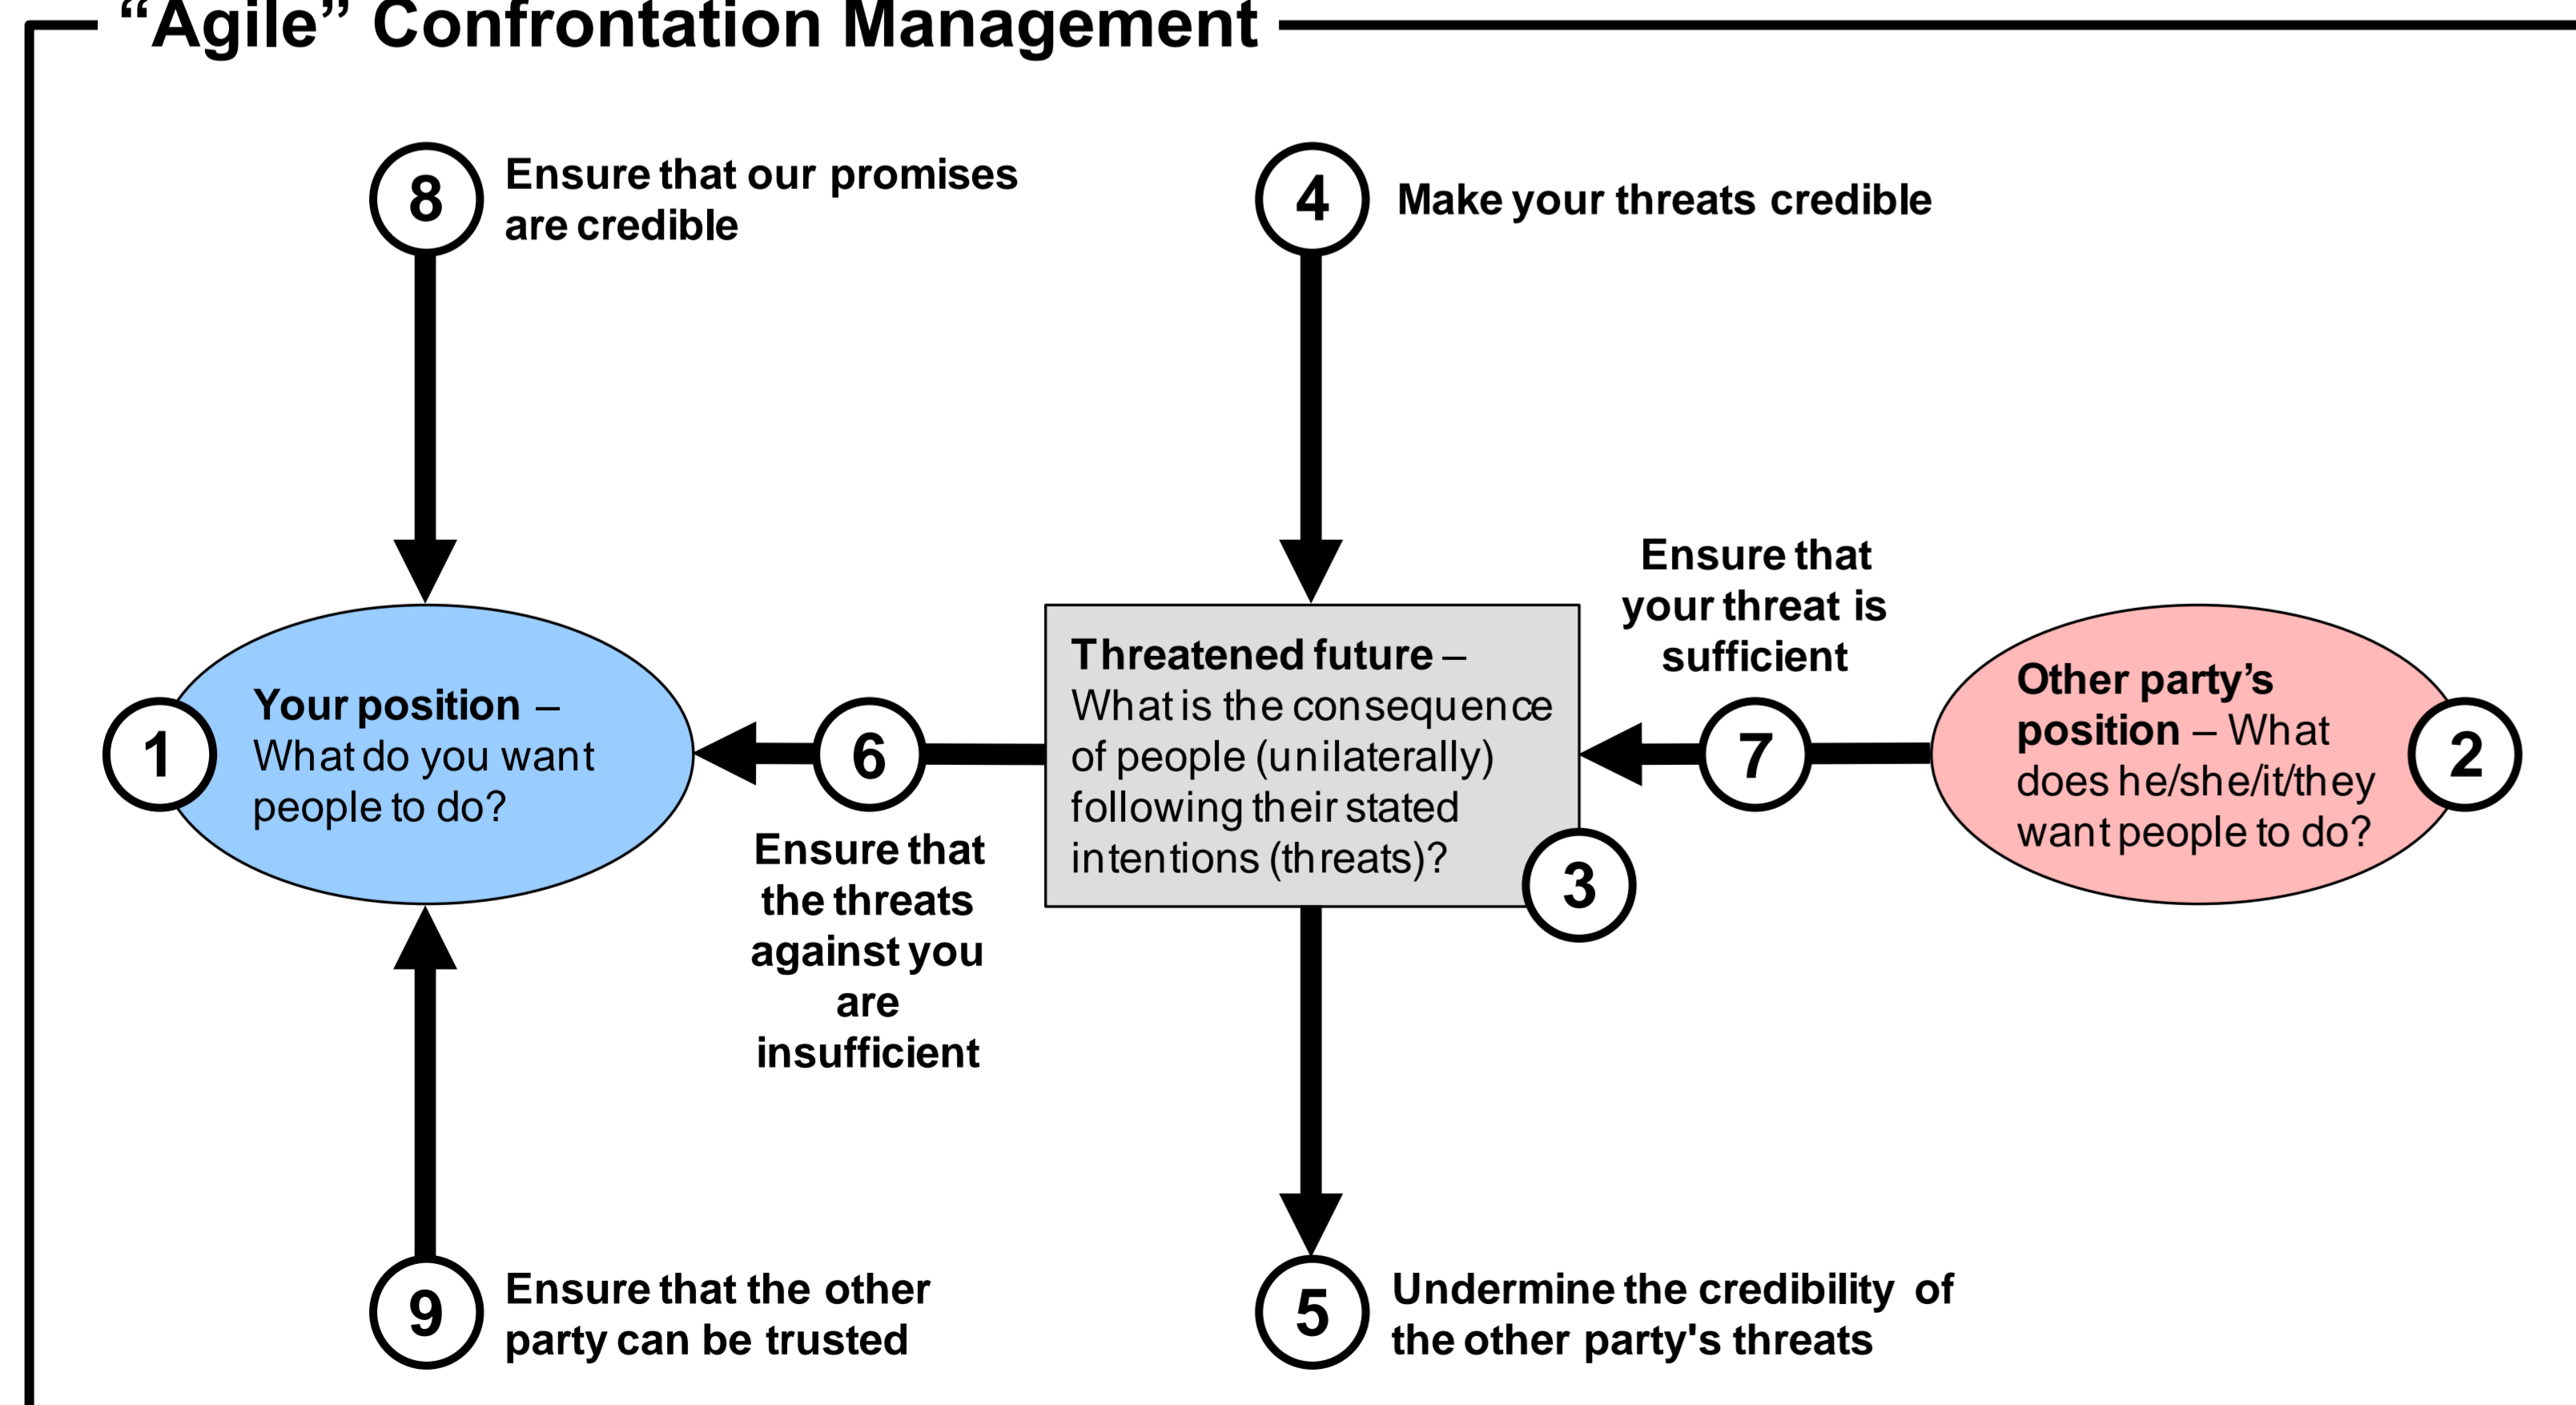 “Agile” Confrontation Management
8
Ensure that our promises
are credible
4
Make your threats credible
1
Your position –
What do you want
people to do?
6
Ensure that
the threats
against you
are
insufficient
Threatened future –
What is the consequence
of people (unilaterally)
following their stated
intentions (threats)?
3
Ensure that
your threat is
sufficient
7
Other party’s
position – What
does he/she/it/they
want people to do?
2
9
Ensure that the other
party can be trusted
5
Undermine the credibility of
the other party's threats